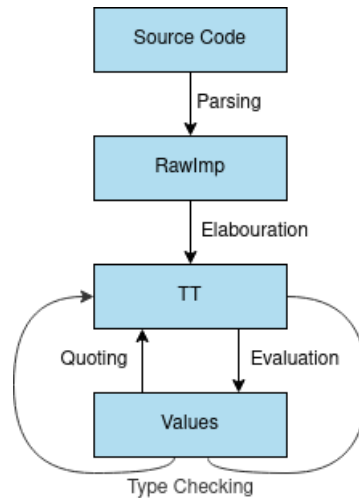 Source Code
Parsing
RawImp
Elabouration
TT
Quoting
Evaluation
Values
Type Checking